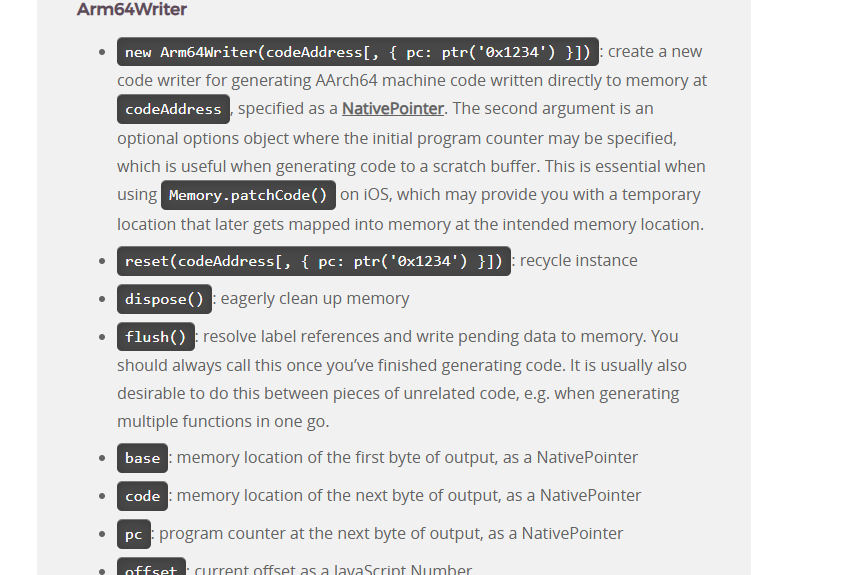 Arm64Writer
• new Arm64Writer(codeAddress[, { pc: ptr('0x1234') }]) : create a new
code writer for generating AArch64 machine code written directly to memory at
codeAddress , specified as a NativePointer. The second argument is an
optional options object where the initial program counter may be specified,
which is useful when generating code to a scratch buffer. This is essential when
using Memory.patchCode() on iOS, which may provide you with a temporary
location that later gets mapped into memory at the intended memory location.
• reset(codeAddress[, { pc: ptr('0x1234') }]) : recycle instance
• dispose() : eagerly clean up memory
• flush() : resolve label references and write pending data to memory. You
should always call this once you’ve finished generating code. It is usually also
desirable to do this between pieces of unrelated code, e.g. when generating
multiple functions in one go.
• base : memory location of the first byte of output, as a NativePointer
• code : memory location of the next byte of output, as a NativePointer
• pc : program counter at the next byte of output, as a NativePointer
• offset : current offset as a JavaScript Number